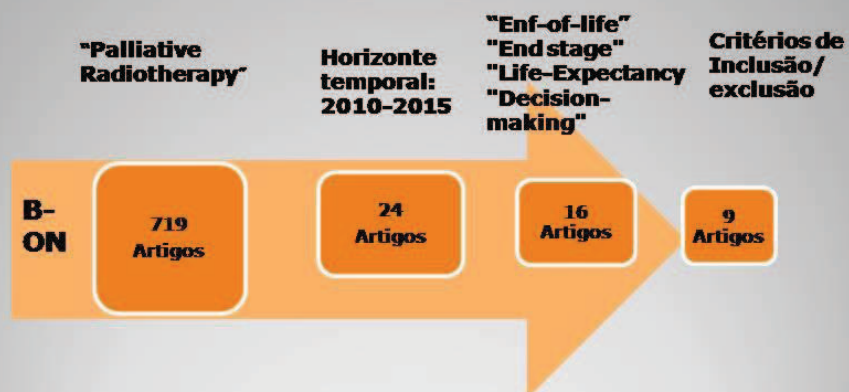 "Palliative
Radiotherapy"
Horizonte
temporal:
2010-2015
"Enf-of-life"
"End stage"
"Life-Expectancy
"Decision-
making"
Critérios de
Inclusão/
exclusão
B-
ON
719
Artigos
24
Artigos
16
Artigos
9
Artigos